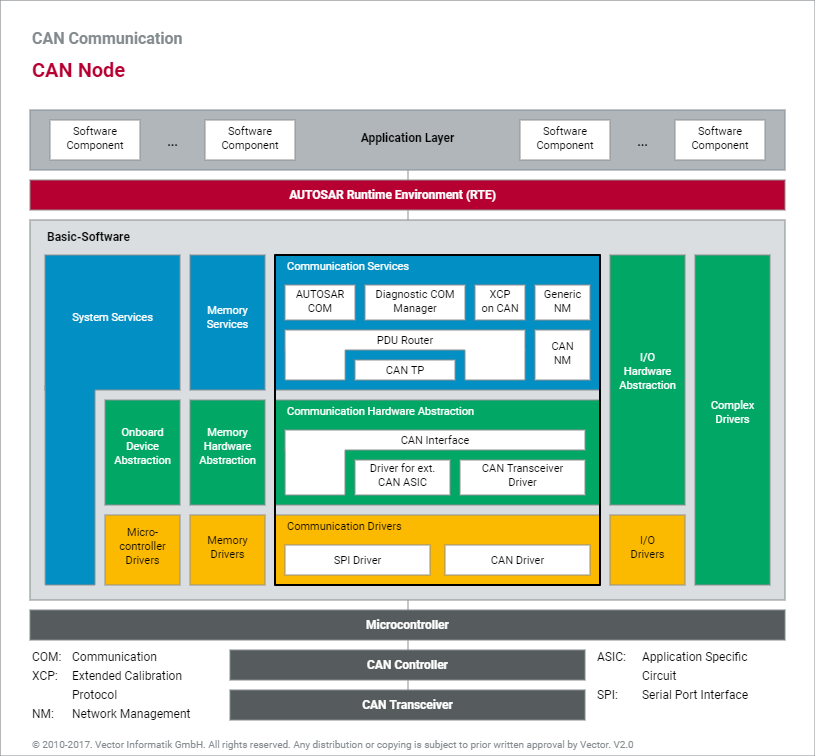 CAN Communication
CAN Node
Software
Component
...
Software
Component
Application Layer
Software
Component
...
Software
Component
AUTOSAR Runtime Environment (RTE)
Basic-Software
System Services
Memory
Services
Communication Services
AUTOSAR
COM
Diagnostic COM
Manager
XCP
on CAN
Generic
NM
PDU Router
CAN TP
CAN
NM
I/O
Hardware
Abstraction
Complex
Drivers
Onboard
Device
Abstraction
Memory
Hardware
Abstraction
Communication Hardware Abstraction
CAN Interface
Driver for ext.
CAN ASIC
CAN Transceiver
Driver
Micro-
controller
Drivers
Memory
Drivers
Communication Drivers
SPI Driver
CAN Driver
I/O
Drivers
Microcontroller
CAN Controller
CAN Transceiver
COM: Communication
XCP: Extended Calibration
Protocol
NM: Network Management
ASIC: Application Specific
Circuit
SPI: Serial Port Interface
© 2010-2017. Vector Informatik GmbH. All rights reserved. Any distribution or copying is subject to prior written approval by Vector. V2.0